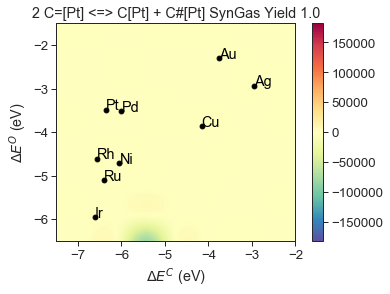 2 C=[Pt] <=> C[Pt] + C#[Pt] SynGas Yield 1.0
Au
Ag
Pt
Pd
Cu
Rh
Ni
Ru
Ir
−2
−3
−4
−5
−6
ΔE^O (eV)
−7
−6
−5
−4
−3
−2
ΔE^C (eV)
150000
100000
50000
0
−50000
−100000
−150000